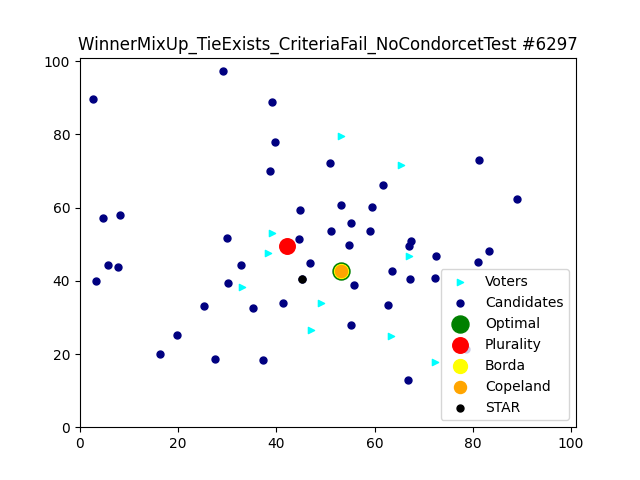 WinnerMixUp_TieExists_CriteriaFail_NoCondorcetTest #6297
100
80
60
40
20
0
0
20
40
60
80
100
Voters
Candidates
Optimal
Plurality
Borda
Copeland
STAR